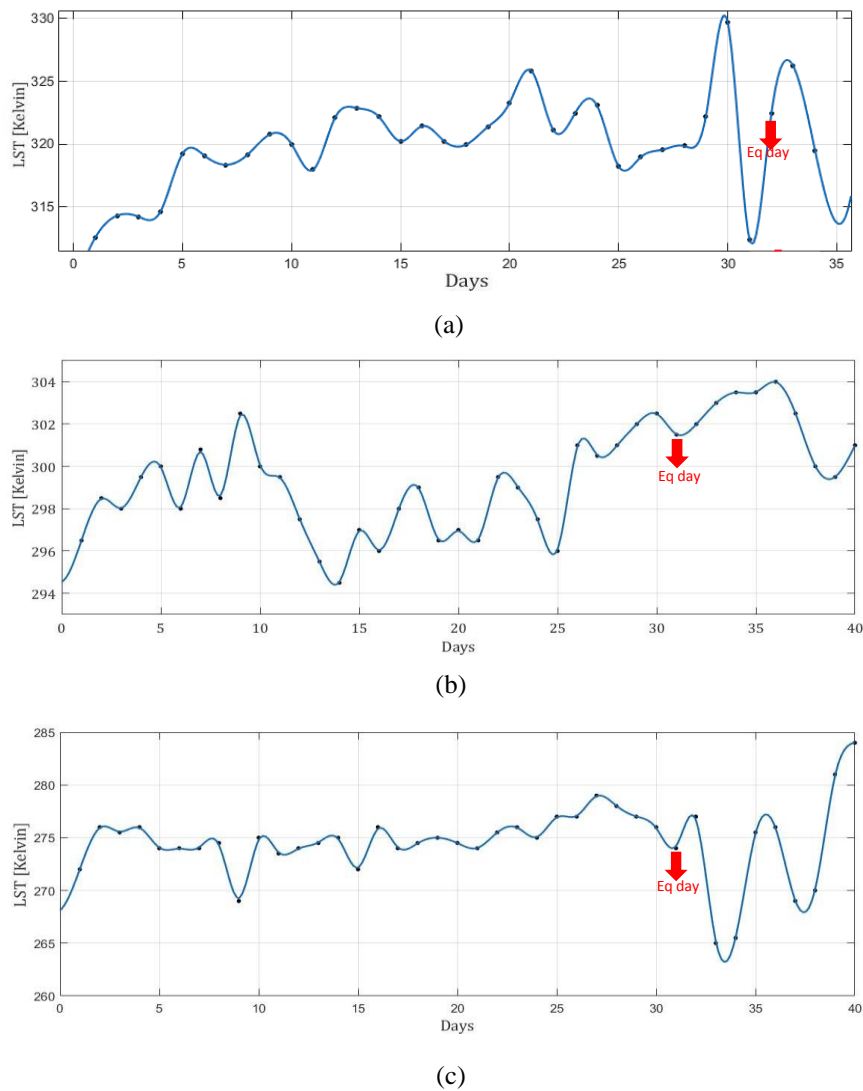 330
325
320
315
LST [Kelvin]
Eq day
0 5 10 15 20 25 30 35
Days
(a)
304
302
300
298
296
294
LST [Kelvin]
Eq day
0 5 10 15 20 25 30 35 40
Days
(b)
285
280
275
270
265
260
LST [Kelvin]
Eq day
0 5 10 15 20 25 30 35 40
Days
(c)